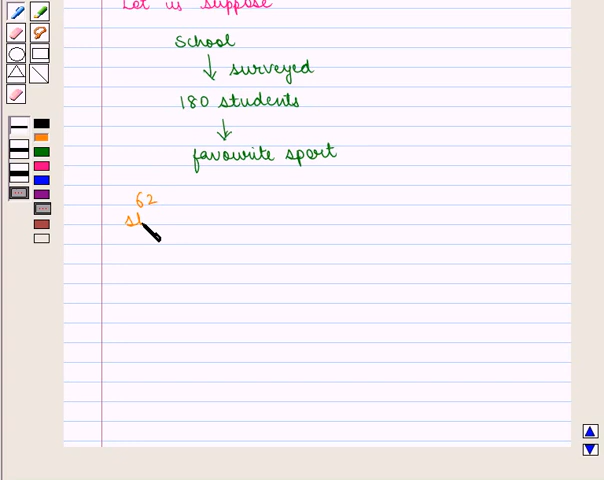 Let us suppose
School
surveyed
180 students
favourite sport
62